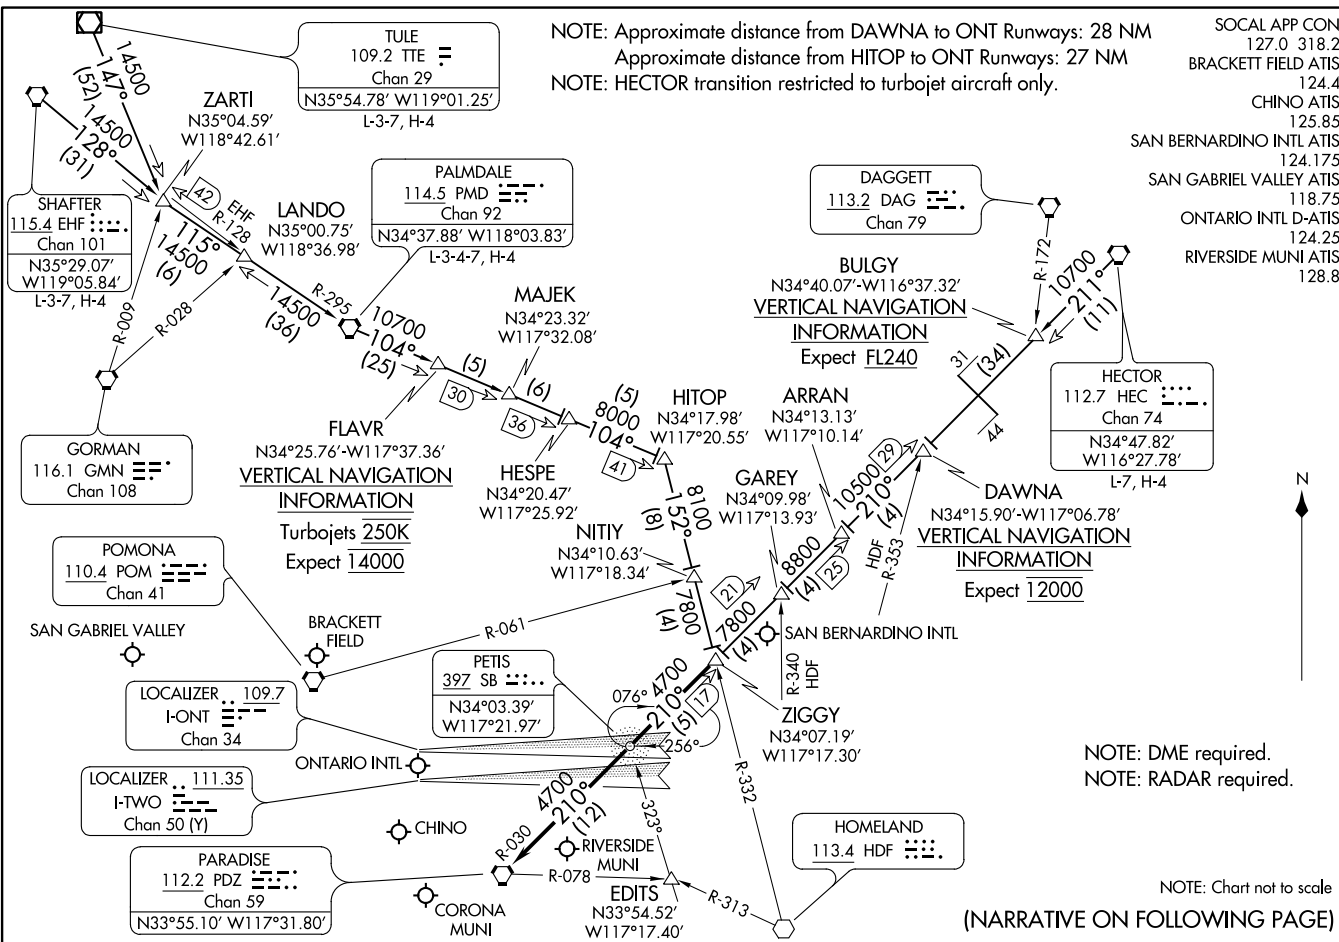 NOTE: Approximate distance from DAWNA to ONT Runways: 28 NM
Approximate distance from HITOP to ONT Runways: 27 NM
NOTE: HECTOR transition restricted to turbojet aircraft only.
SOCAL APP CON
127.0 318.2
BRACKETT FIELD ATIS
124.4
CHINO ATIS
125.85
SAN BERNARDINO INTL ATIS
124.175
SAN GABRIEL VALLEY ATIS
118.75
ONTARIO INTL D-ATIS
124.25
RIVERSIDE MUNI ATIS
128.8
TULE
109.2 TTE
Chan 29
N35°54.78' W119°01.25'
L-3-7, H-4
14500
147°
(52)
14500
128°
(31)
ZARTI
N35°04.59'
W118°42.61'
SHAFTER
115.4 EHF
Chan 101
N35°29.07'
W119°05.84'
L-3-7, H-4
42
EHF
R-128
115°
14500
(6)
LANDO
N35°00.75'
W118°36.98'
PALMDALE
114.5 PMD
Chan 92
N34°37.88' W118°03.83'
L-3-4-7, H-4
R-009
R-028
R-295
14500
(36)
GORMAN
116.1 GMN
Chan 108
10700
104°
(25)
MAJEK
N34°23.32'
W117°32.08'
(5)
30
(6)
36
FLAVR
N34°25.76'-W117°37.36'
VERTICAL NAVIGATION
INFORMATION
Turbojets 250K
Expect 14000
HESPE
N34°20.47'
W117°25.92'
(5)
8000
104°
41
HITOP
N34°17.98'
W117°20.55'
DAGGETT
113.2 DAG
Chan 79
R-172
BULGY
N34°40.07'-W116°37.32'
VERTICAL NAVIGATION
INFORMATION
Expect FL240
10700
211°
(11)
HECTOR
112.7 HEC
Chan 74
N34°47.82'
W116°27.78'
L-7, H-4
31
(34)
44
ARRAN
N34°13.13'
W117°10.14'
29
10500
210°
(4)
DAWNA
N34°15.90'-W117°06.78'
VERTICAL NAVIGATION
INFORMATION
Expect 12000
HDF
R-353
GAREY
N34°09.98'
W117°13.93'
8800
(4)
25
8100
152°
(8)
NITIY
N34°10.63'
W117°18.34'
7800
(4)
21
7800
(4)
SAN BERNARDINO INTL
R-340
HDF
N
POMONA
110.4 POM
Chan 41
SAN GABRIEL VALLEY
BRACKETT
FIELD
R-061
LOCALIZER 109.7
I-ONT
Chan 34
PETIS
397 SB
N34°03.39'
W117°21.97'
076°
4700
210°
(5)
17
256°
ZIGGY
N34°07.19'
W117°17.30'
ONTARIO INTL
LOCALIZER 111.35
I-TWO
Chan 50 (Y)
NOTE: DME required.
NOTE: RADAR required.
4700
210°
(12)
323°
R-332
CHINO
R-030
RIVERSIDE
MUNI
HOMELAND
113.4 HDF
PARADISE
112.2 PDZ
Chan 59
N33°55.10' W117°31.80'
R-078
EDITS
N33°54.52'
W117°17.40'
R-313
CORONA
MUNI
NOTE: Chart not to scale
(NARRATIVE ON FOLLOWING PAGE)